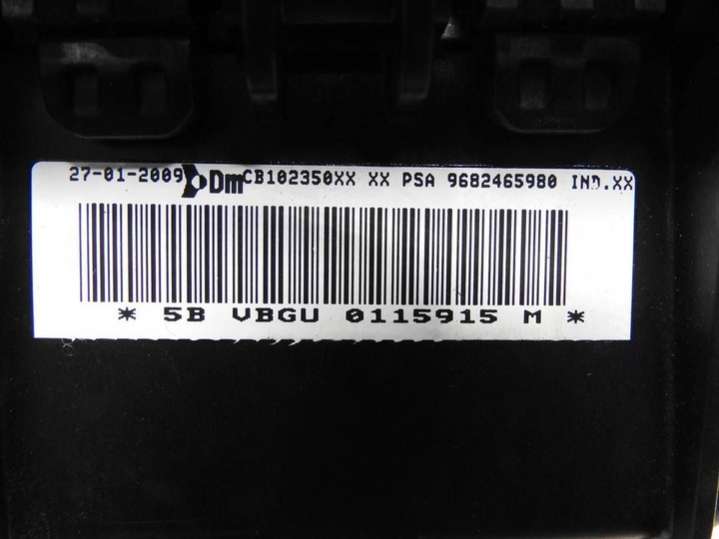 27-01-2009 Dm CB102350XX XX PSA 9682465980 IND.XX
* 5B VBGU 0115915 M *